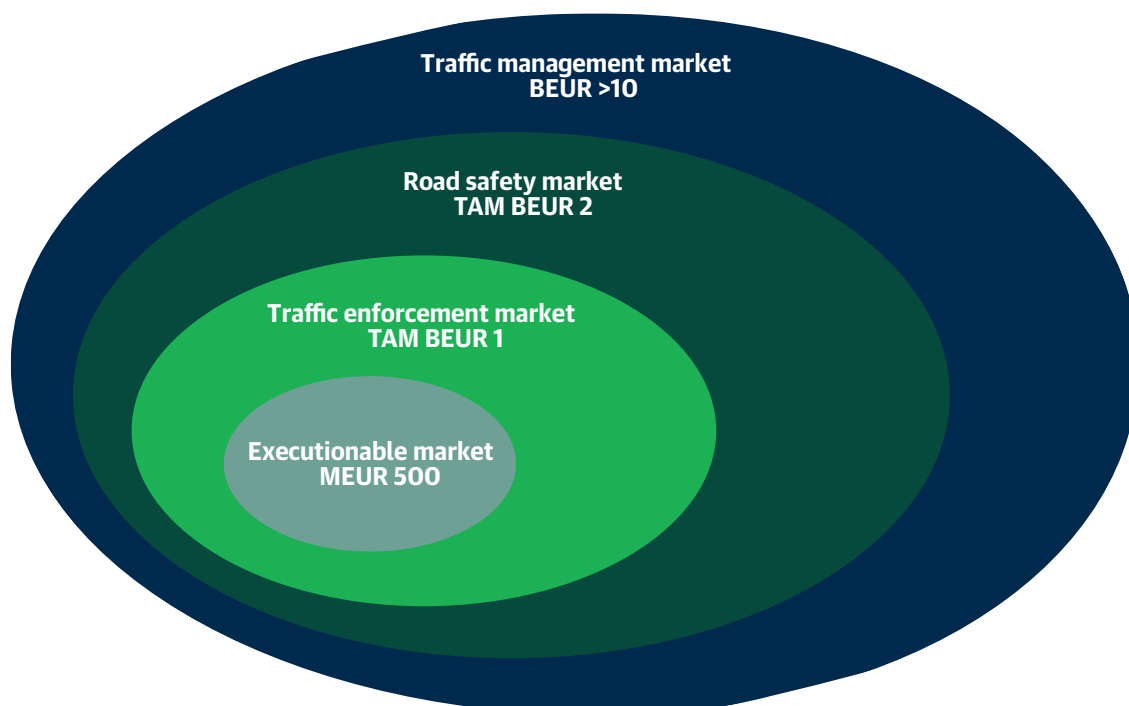 Traffic management market
BEUR >10
Road safety market
TAM BEUR 2
Traffic enforcement market
TAM BEUR 1
Executionable market
MEUR 500